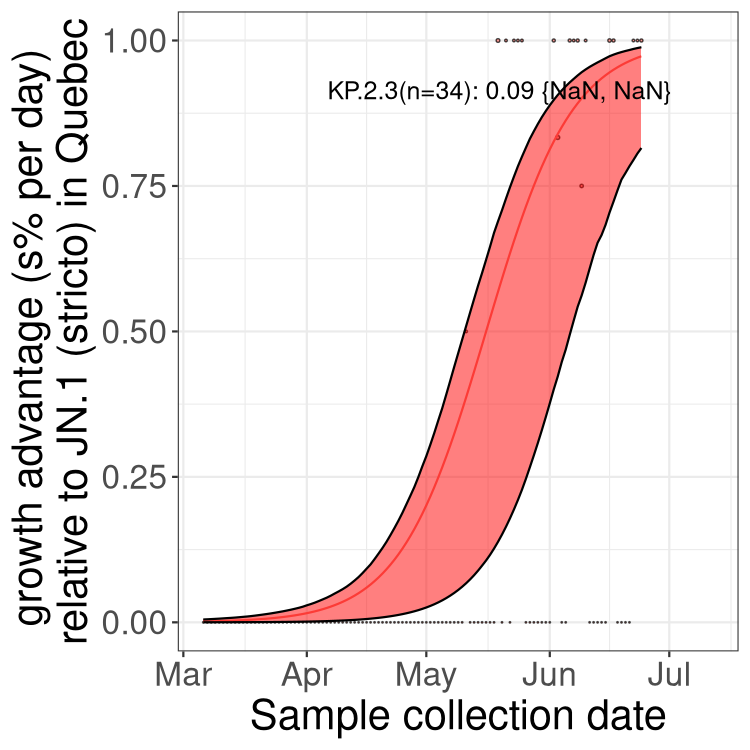 growth advantage (s% per day)
relative to JN.1 (stricto) in Quebec
1.00
0.75
0.50
0.25
0.00
KP.2.3(n=34): 0.09 {NaN, NaN}
Mar Apr May Jun Jul
Sample collection date